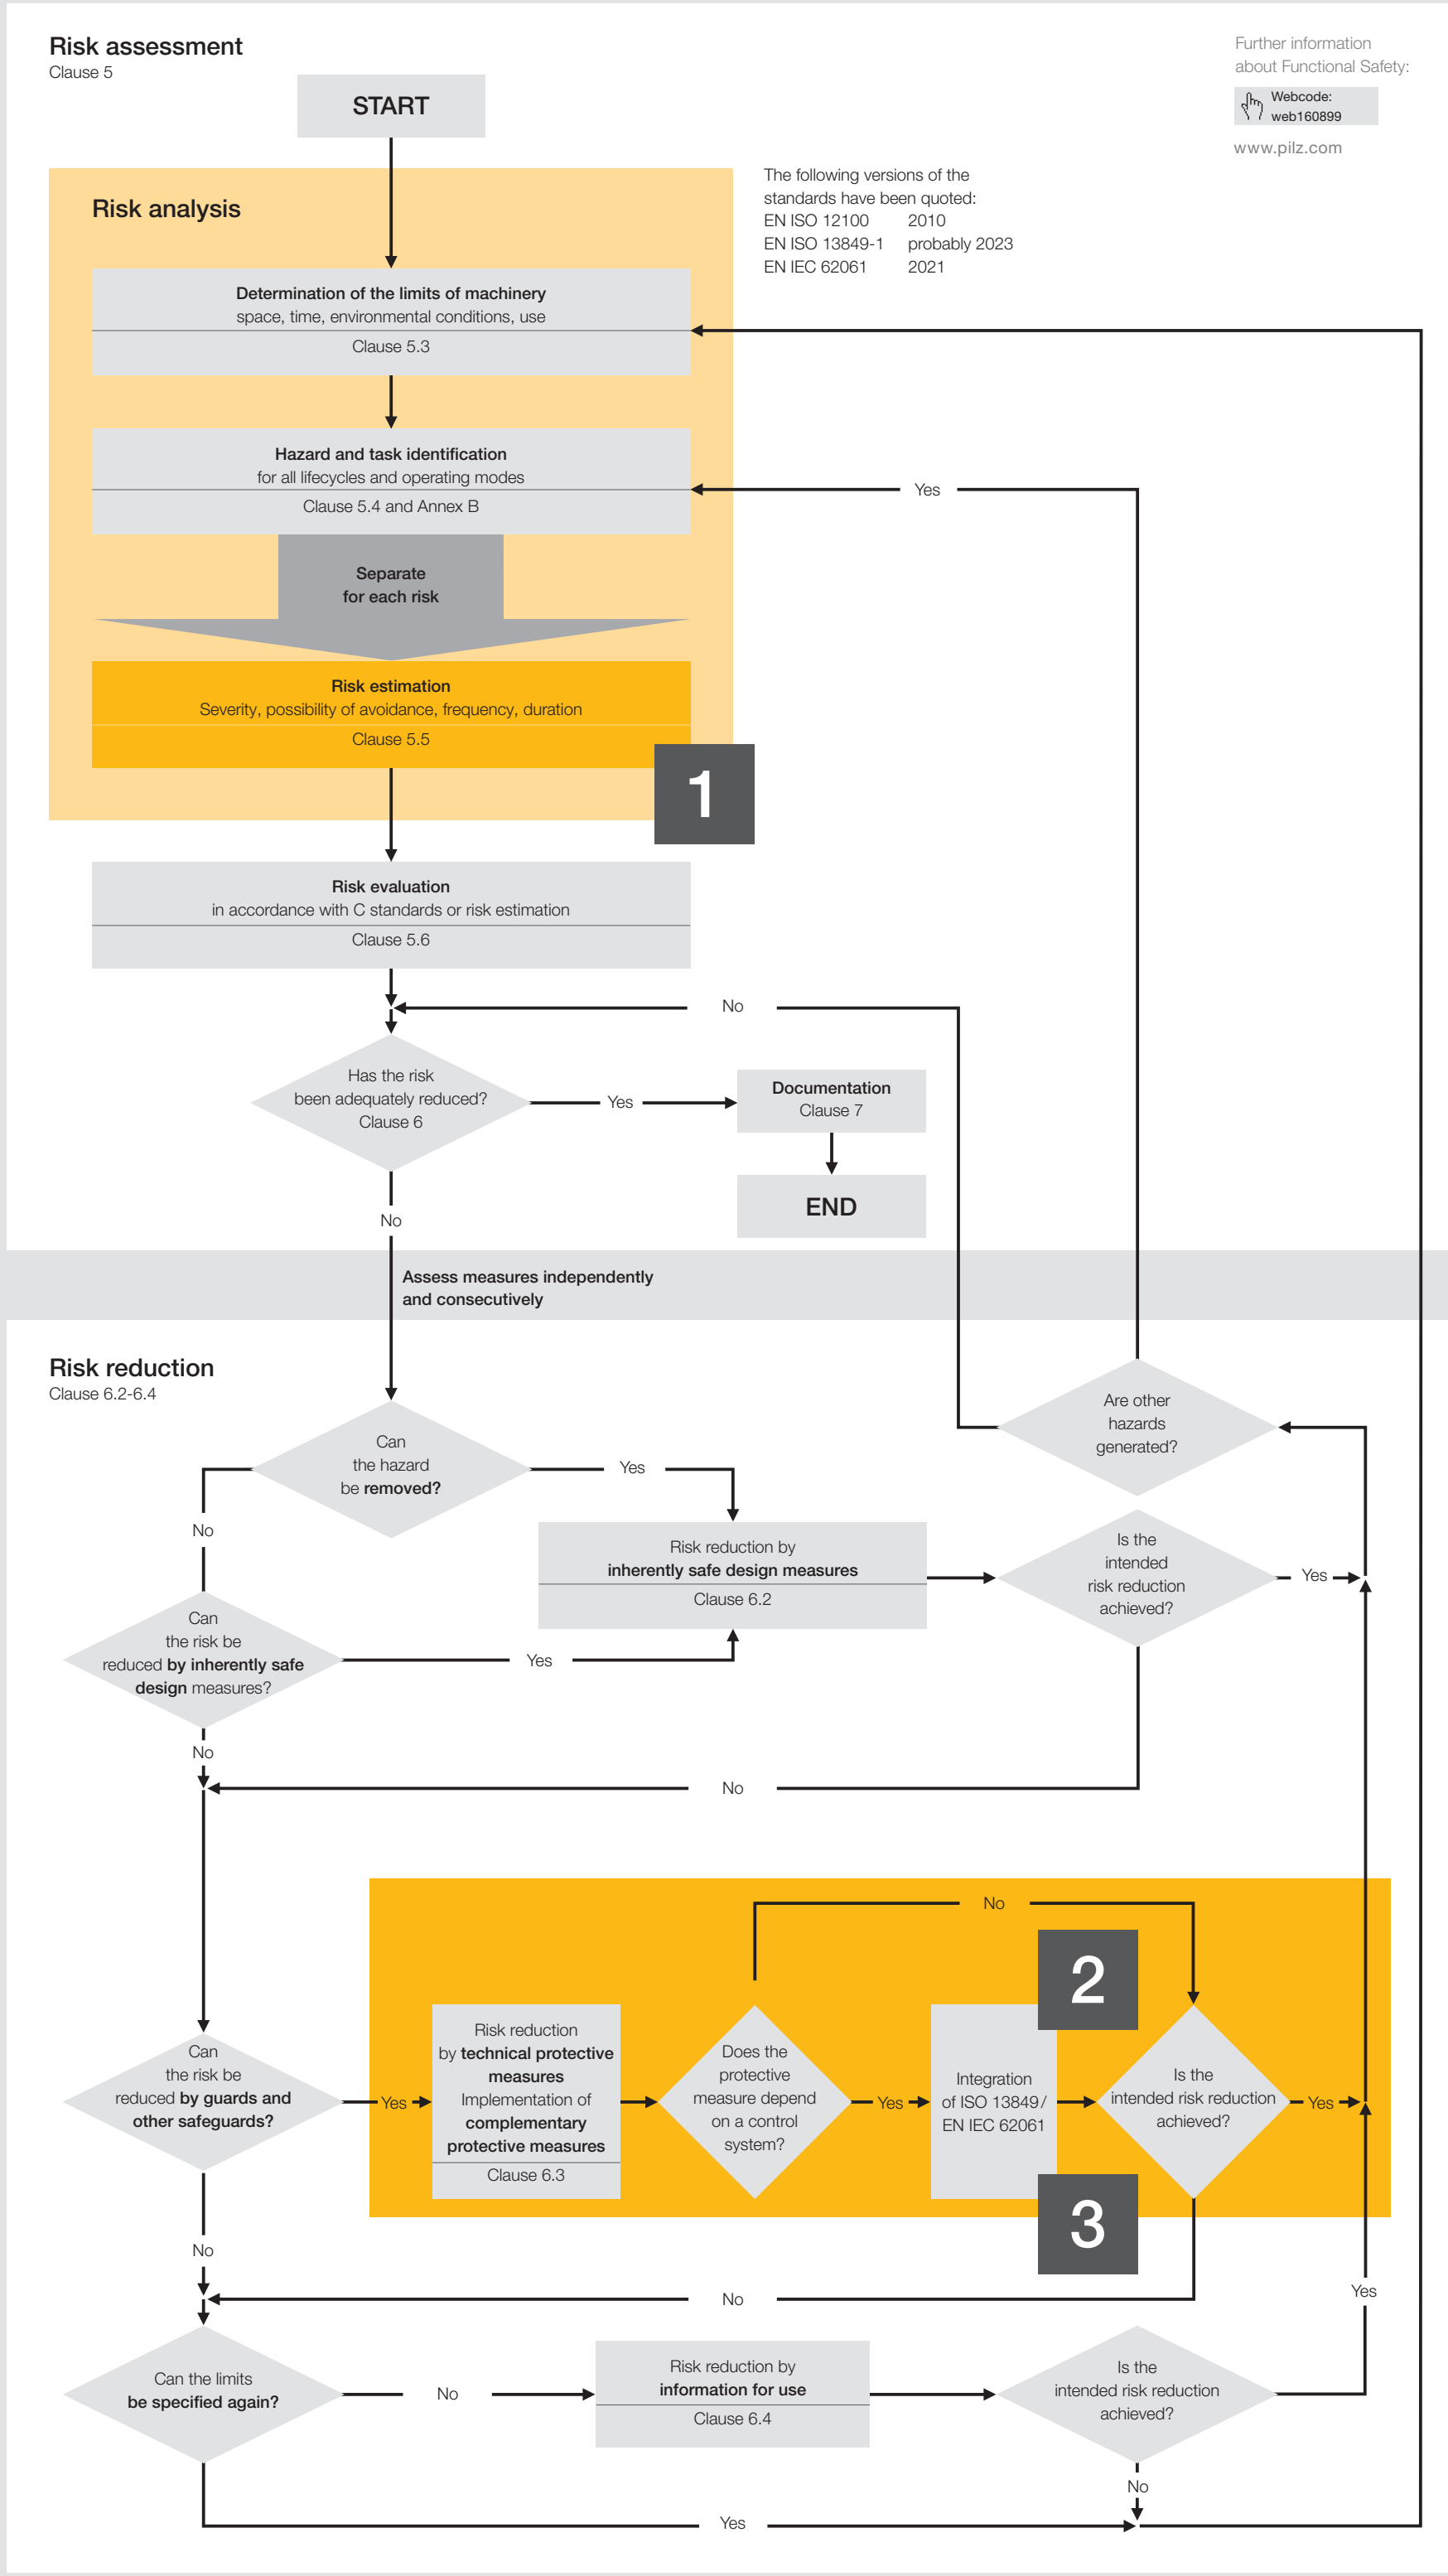 Risk assessment
Clause 5
Further information
about Functional Safety:
Webcode:
web160899
www.pilz.com
START
The following versions of the
standards have been quoted:
EN ISO 12100 2010
EN ISO 13849-1 probably 2023
EN IEC 62061 2021
Risk analysis
Determination of the limits of machinery
space, time, environmental conditions, use
Clause 5.3
Hazard and task identification
for all lifecycles and operating modes
Clause 5.4 and Annex B
Yes
Separate
for each risk
Risk estimation
Severity, possibility of avoidance, frequency, duration
Clause 5.5
1
Risk evaluation
in accordance with C standards or risk estimation
Clause 5.6
No
Has the risk
been adequately reduced?
Clause 6
Yes
Documentation
Clause 7
END
No
Assess measures independently
and consecutively
Risk reduction
Clause 6.2-6.4
Are other
hazards
generated?
Can
the hazard
be removed?
Yes
No
Risk reduction by
inherently safe design measures
Clause 6.2
Is the
intended
risk reduction
achieved?
Yes
Can
the risk be
reduced by inherently safe
design measures?
Yes
No
No
No
2
Can
the risk be
reduced by guards and
other safeguards?
Yes
Risk reduction
by technical protective
measures
Implementation of
complementary
protective measures
Clause 6.3
Does the
protective
measure depend
on a control
system?
Yes
Integration
of ISO 13849/
EN IEC 62061
Is the
intended risk reduction
achieved?
Yes
3
No
No
Yes
Can the limits
be specified again?
No
Risk reduction by
information for use
Clause 6.4
Is the
intended risk reduction
achieved?
No
Yes